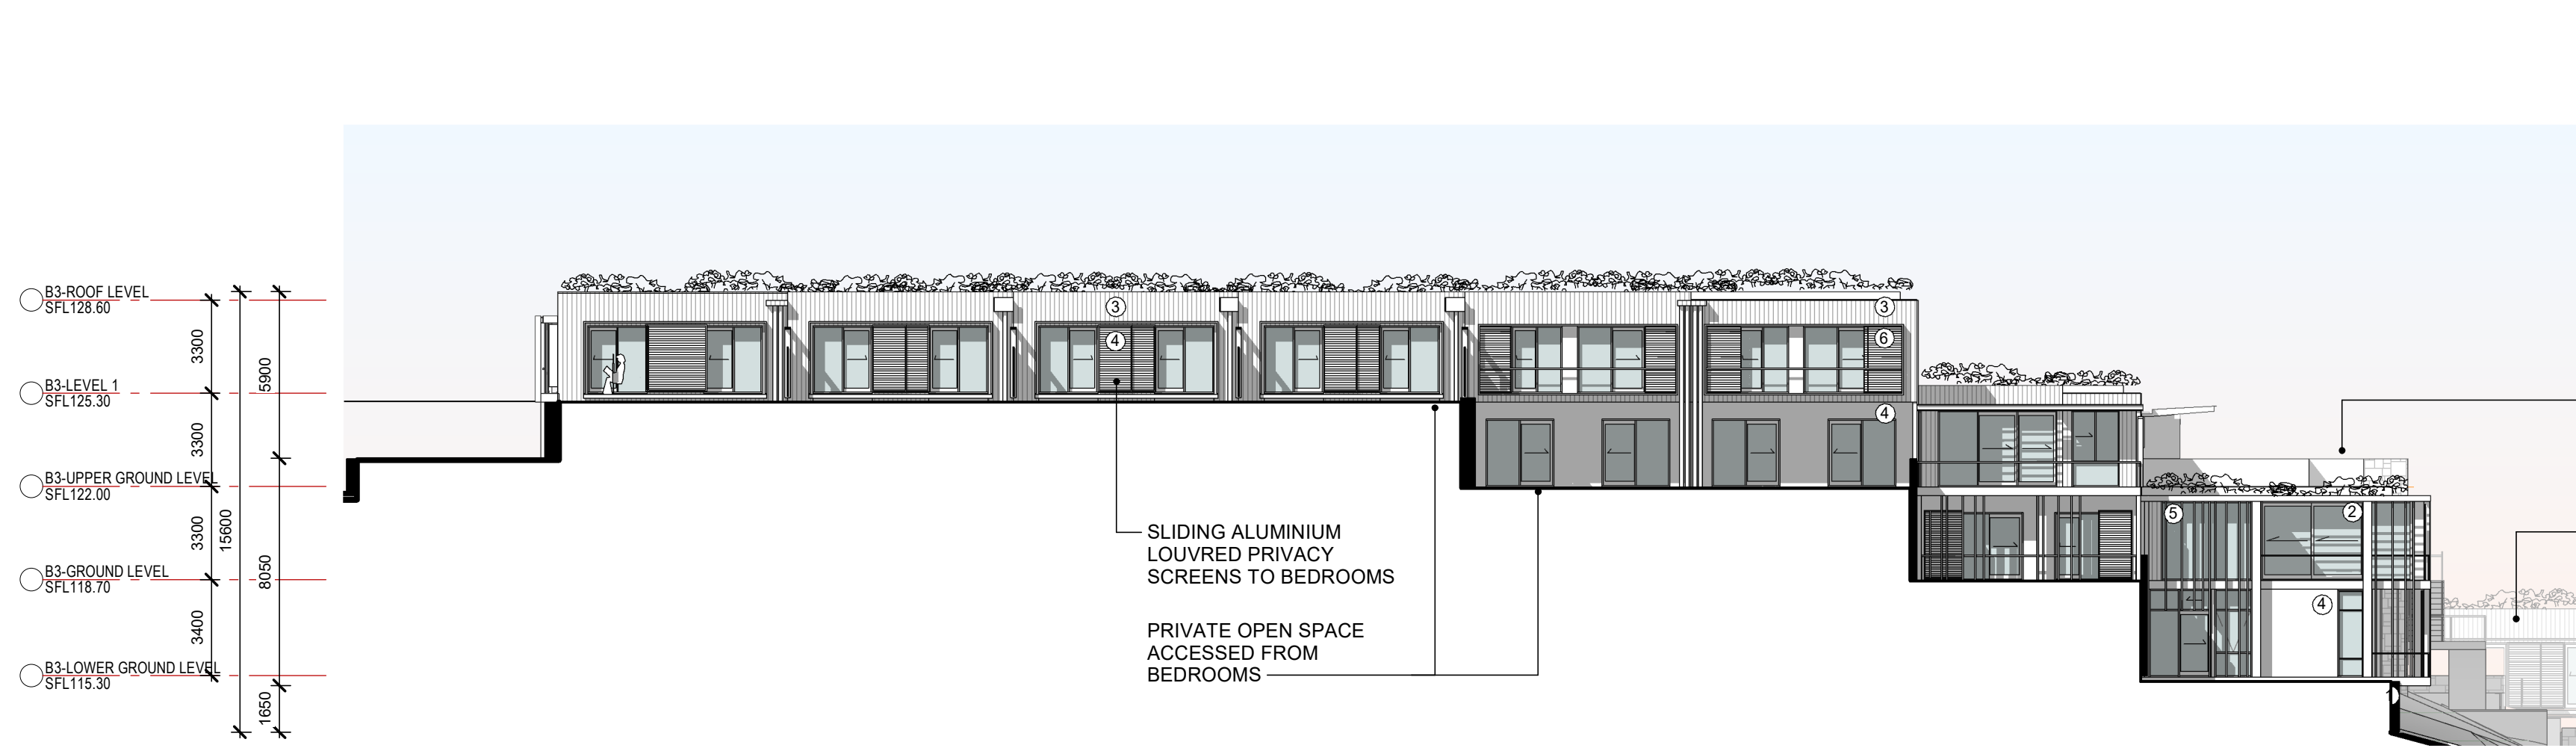 B3-ROOF LEVEL
SFL128.60
3300
5900
B3-LEVEL 1
SFL125.30
3300
B3-UPPER GROUND LEVEL
SFL122.00
3300
15600
8050
B3-GROUND LEVEL
SFL118.70
3400
B3-LOWER GROUND LEVEL
SFL115.30
1650
3
4
3
6
4
5
2
4
SLIDING ALUMINIUM
LOUVRED PRIVACY
SCREENS TO BEDROOMS
PRIVATE OPEN SPACE
ACCESSED FROM
BEDROOMS